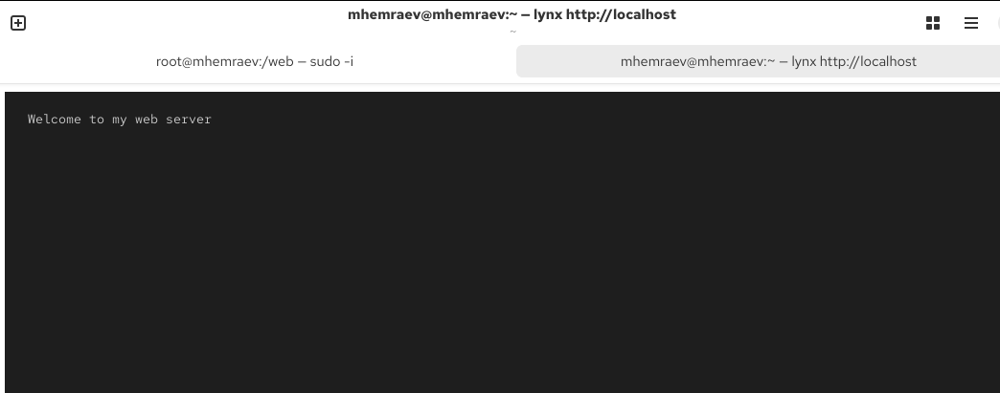 mhemraev@mhemraev:~ — lynx http://localhost
~
root@mhemraev:/web — sudo -i
mhemraev@mhemraev:~ — lynx http://localhost
Welcome to my web server